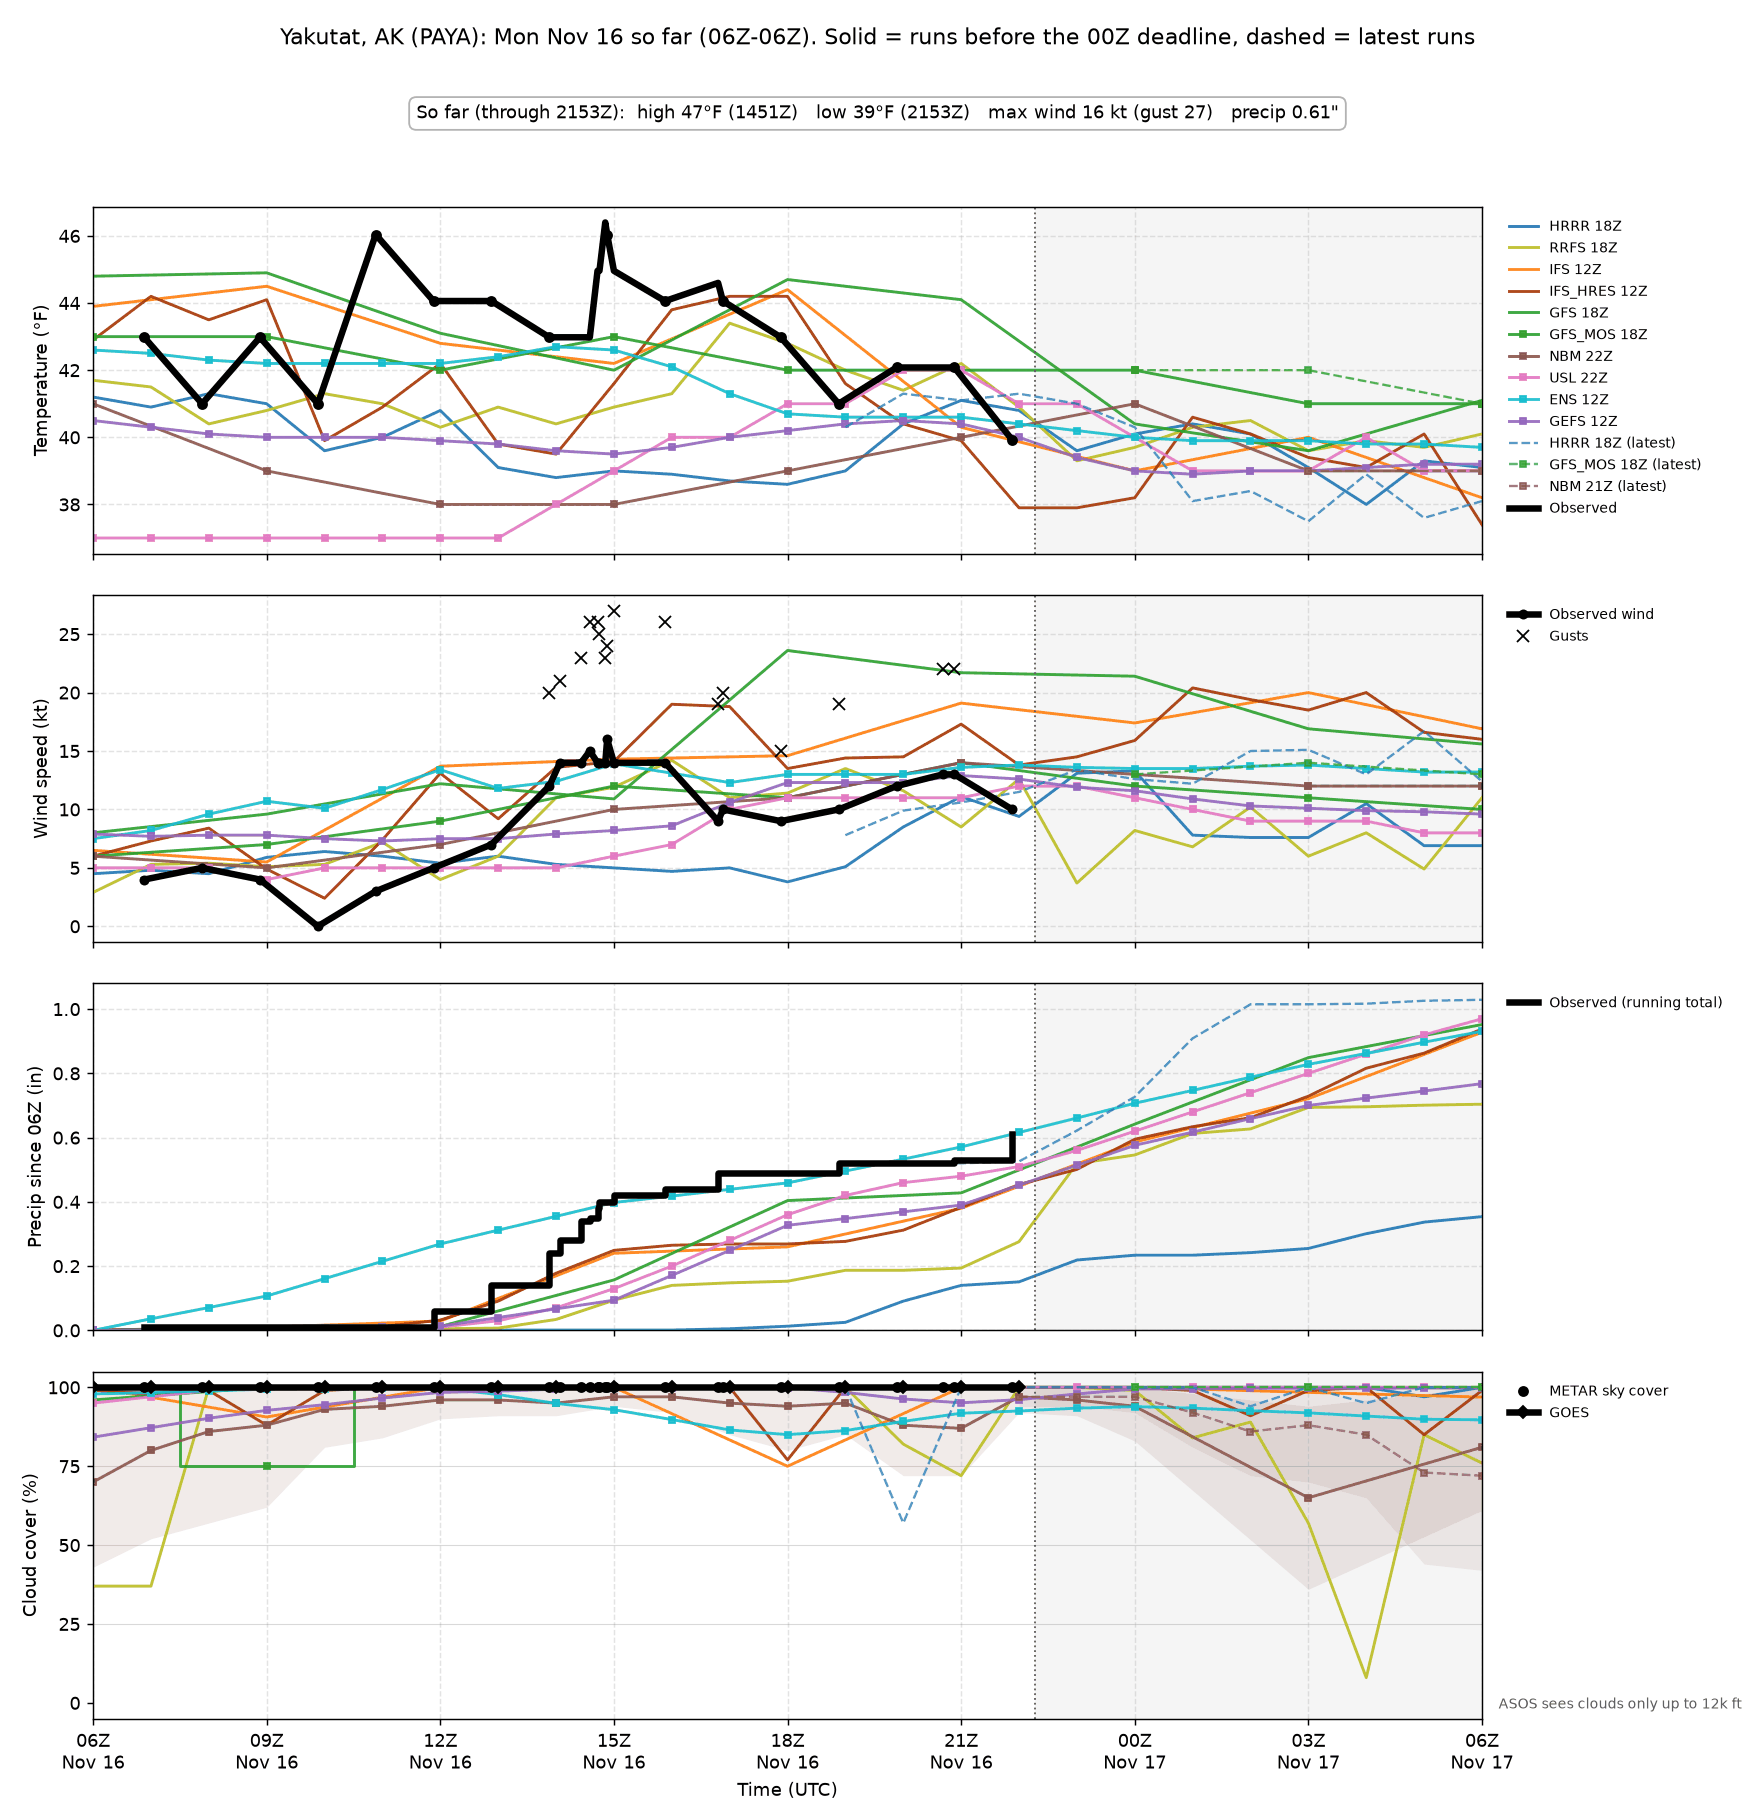 Yakutat, AK (PAYA): Mon Nov 16 so far (06Z-06Z). Solid = runs before the 00Z deadline, dashed = latest runs
So far (through 2153Z):  high 47°F (1451Z)   low 39°F (2153Z)   max wind 16 kt (gust 27)   precip 0.61"
Temperature (°F)
46
44
42
40
38
HRRR 18Z
RRFS 18Z
IFS 12Z
IFS_HRES 12Z
GFS 18Z
GFS_MOS 18Z
NBM 22Z
USL 22Z
ENS 12Z
GEFS 12Z
HRRR 18Z (latest)
GFS_MOS 18Z (latest)
NBM 21Z (latest)
Observed
Wind speed (kt)
25
20
15
10
5
0
Observed wind
Gusts
Precip since 06Z (in)
1.0
0.8
0.6
0.4
0.2
0.0
Observed (running total)
Cloud cover (%)
100
75
50
25
0
METAR sky cover
GOES
ASOS sees clouds only up to 12k ft
06Z 09Z 12Z 15Z 18Z 21Z 00Z 03Z 06Z
Nov 16 Nov 16 Nov 16 Nov 16 Nov 16 Nov 16 Nov 17 Nov 17 Nov 17
Time (UTC)